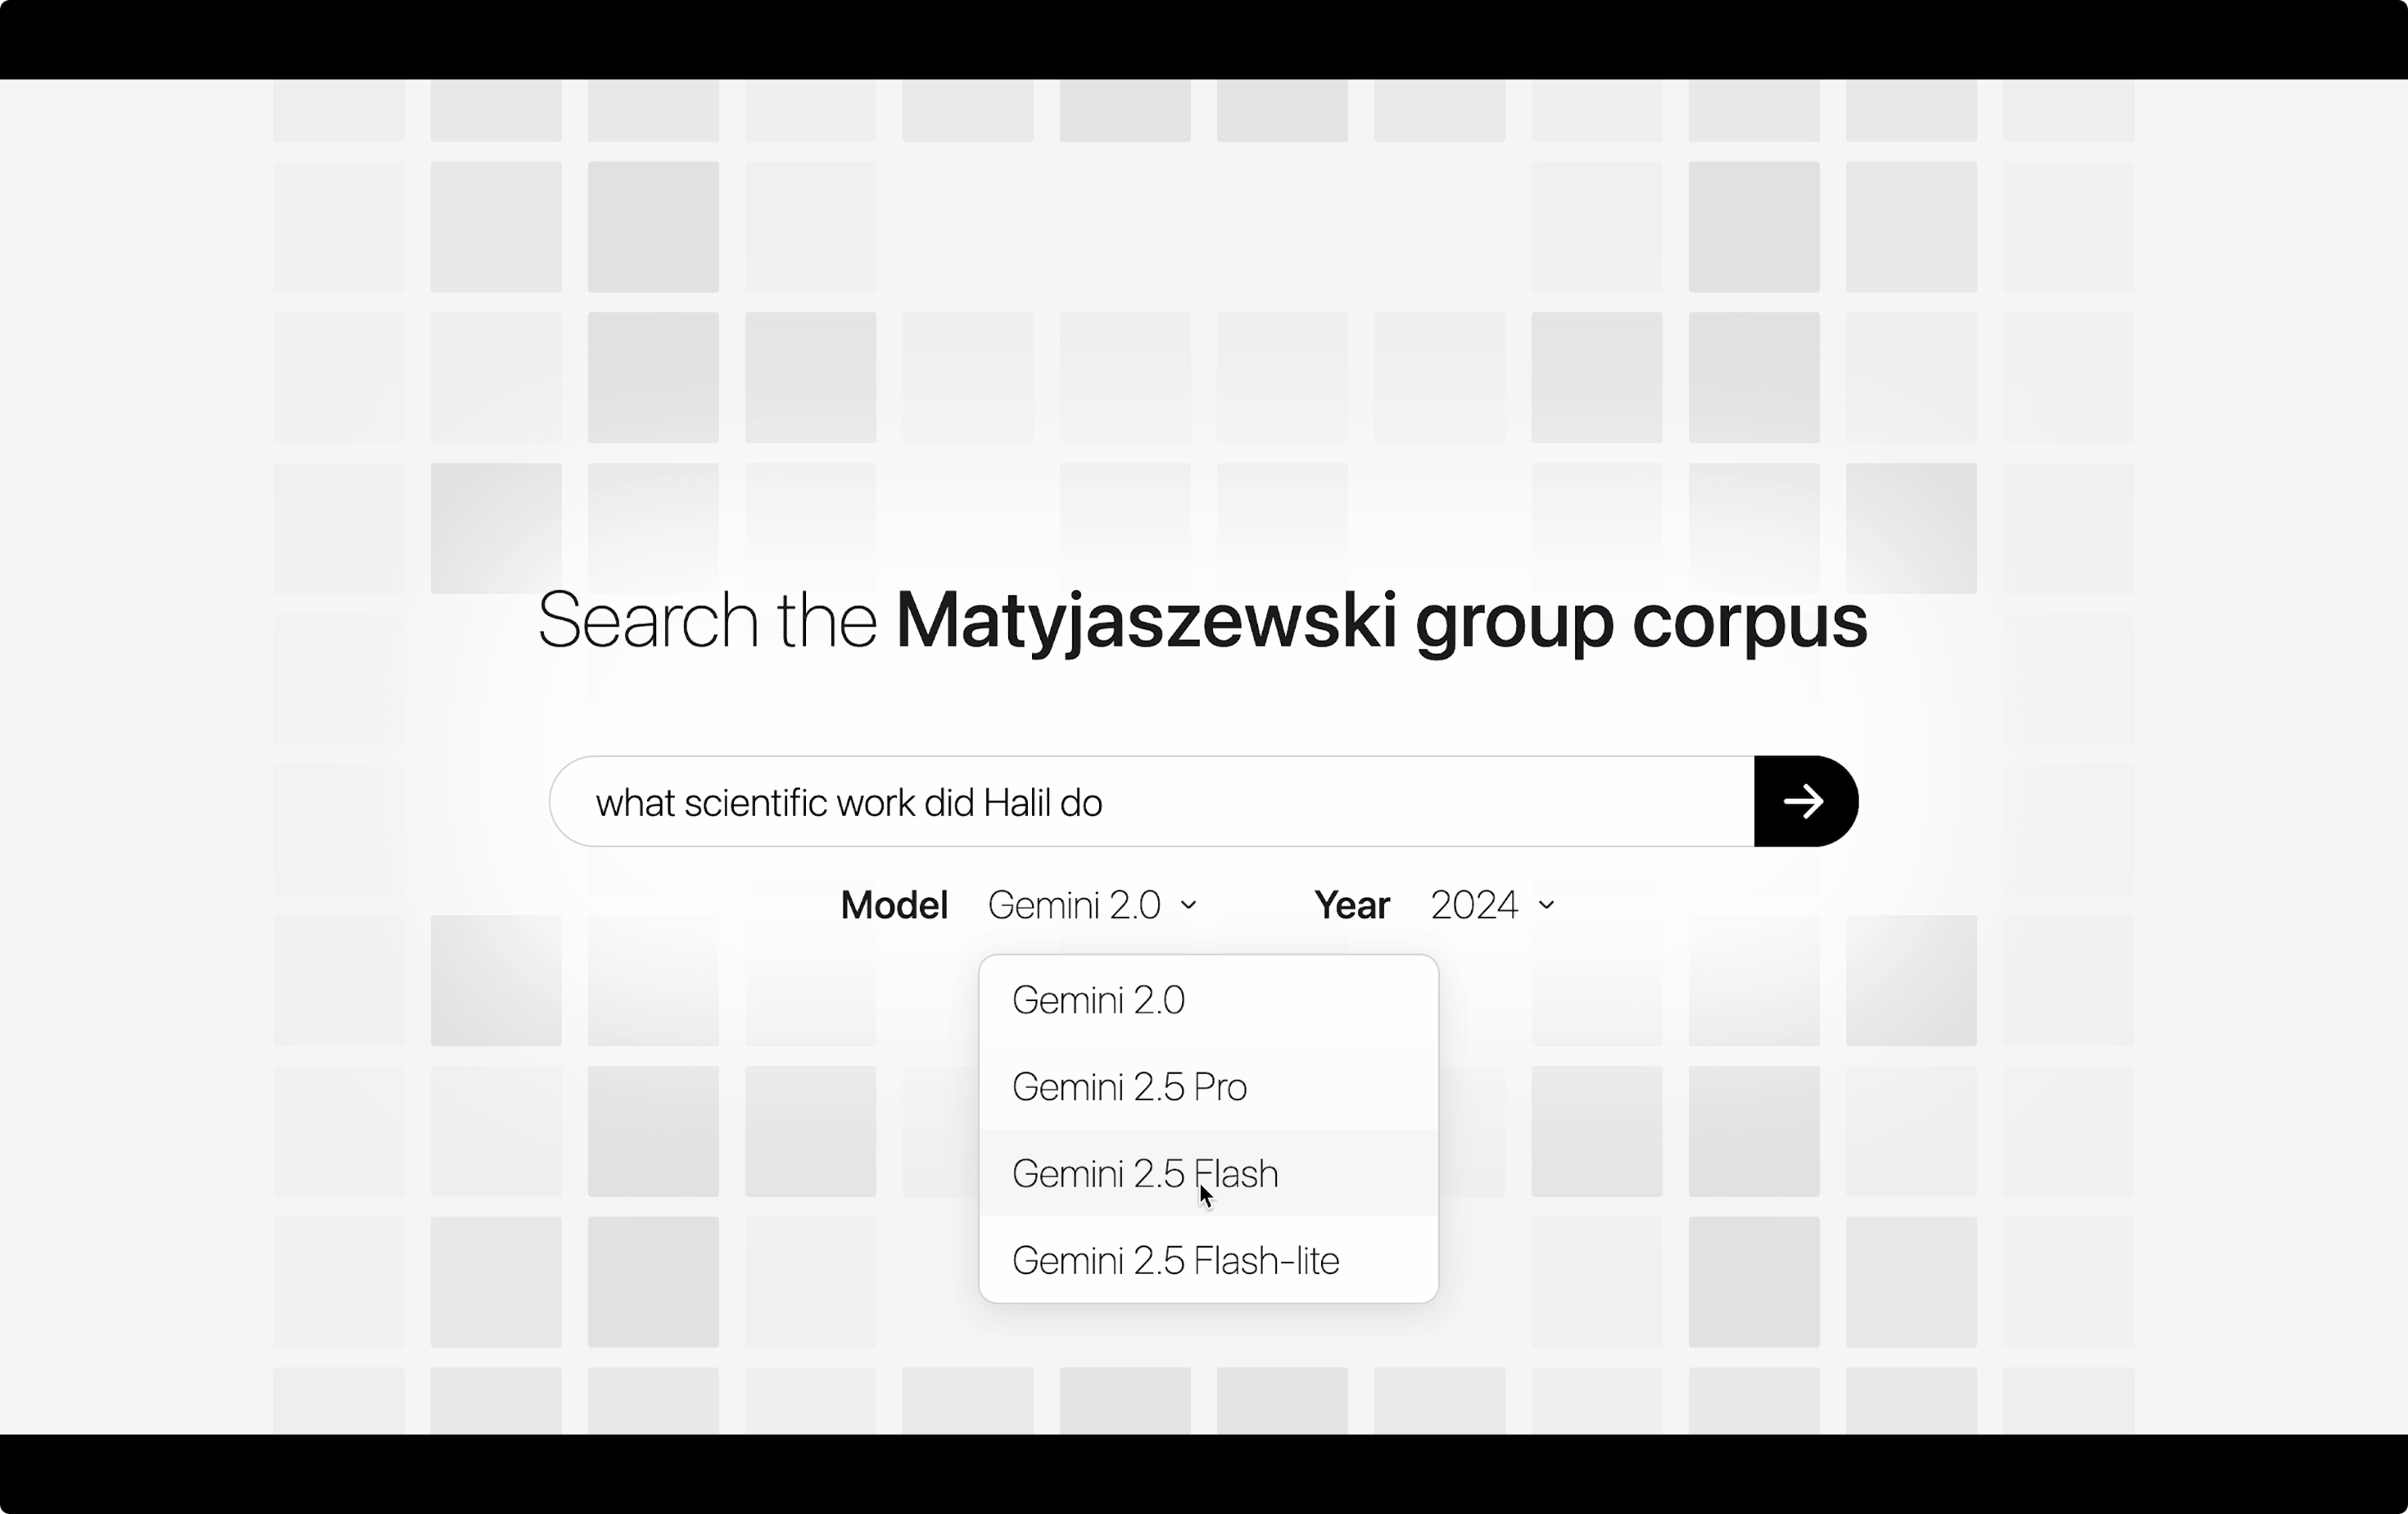 Search the Matyjaszewski group corpus
what scientific work did Halil do
Model Gemini 2.0 Year 2024
Gemini 2.0
Gemini 2.5 Pro
Gemini 2.5 Flash
Gemini 2.5 Flash-lite